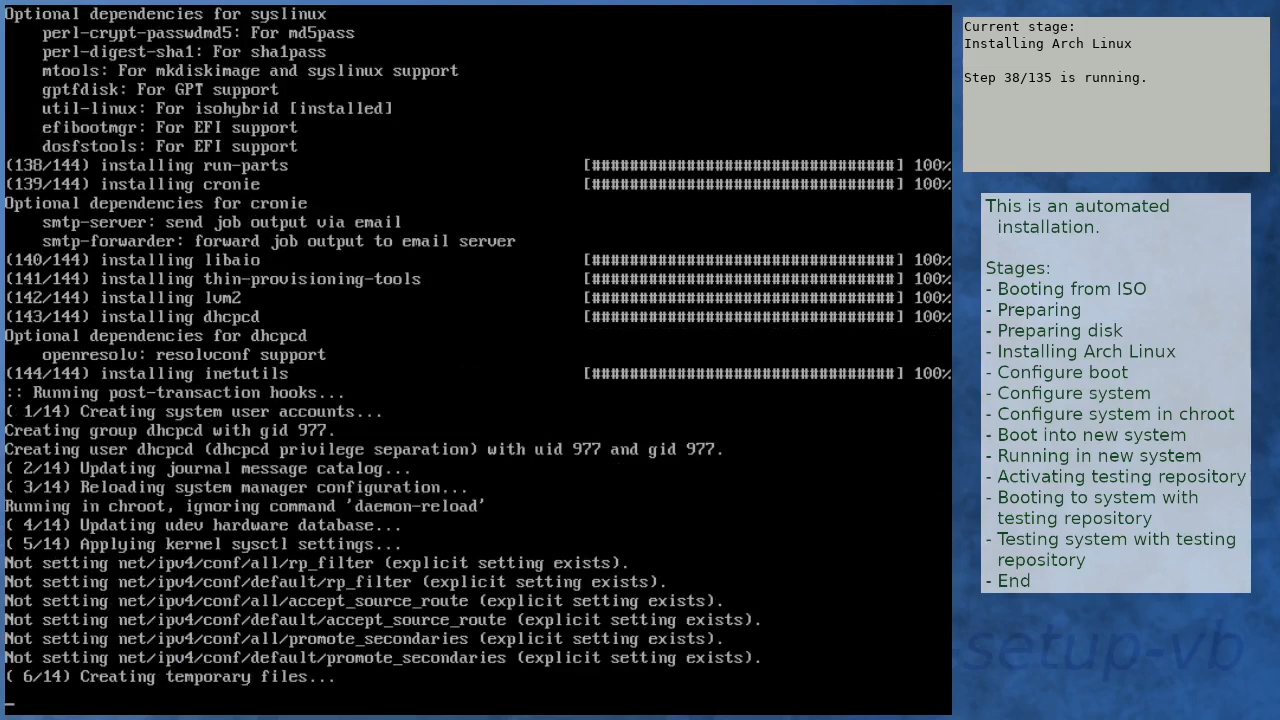 Optional dependencies for syslinux
    perl-crypt-passwdmd5: For md5pass
    perl-digest-sha1: For sha1pass
    mtools: For mkdiskimage and syslinux support
    gptfdisk: For GPT support
    util-linux: For isohybrid [installed]
    efibootmgr: For EFI support
    dosfstools: For EFI support
(138/144) installing run-parts [################################] 100%
(139/144) installing cronie [################################] 100%
Optional dependencies for cronie
    smtp-server: send job output via email
    smtp-forwarder: forward job output to email server
(140/144) installing libaio [################################] 100%
(141/144) installing thin-provisioning-tools [################################] 100%
(142/144) installing lvm2 [################################] 100%
(143/144) installing dhcpcd [################################] 100%
Optional dependencies for dhcpcd
    openresolv: resolvconf support
(144/144) installing inetutils [################################] 100%
:: Running post-transaction hooks...
( 1/14) Creating system user accounts...
Creating group dhcpcd with gid 977.
Creating user dhcpcd (dhcpcd privilege separation) with uid 977 and gid 977.
( 2/14) Updating journal message catalog...
( 3/14) Reloading system manager configuration...
Running in chroot, ignoring command 'daemon-reload'
( 4/14) Updating udev hardware database...
( 5/14) Applying kernel sysctl settings...
Not setting net/ipv4/conf/all/rp_filter (explicit setting exists).
Not setting net/ipv4/conf/default/rp_filter (explicit setting exists).
Not setting net/ipv4/conf/all/accept_source_route (explicit setting exists).
Not setting net/ipv4/conf/default/accept_source_route (explicit setting exists).
Not setting net/ipv4/conf/all/promote_secondaries (explicit setting exists).
Not setting net/ipv4/conf/default/promote_secondaries (explicit setting exists).
( 6/14) Creating temporary files...
_
Current stage:
Installing Arch Linux

Step 38/135 is running.
This is an automated
installation.

Stages:
- Booting from ISO
- Preparing
- Preparing disk
- Installing Arch Linux
- Configure boot
- Configure system
- Configure system in chroot
- Boot into new system
- Running in new system
- Activating testing repository
- Booting to system with
testing repository
- Testing system with testing
repository
- End
setup-vb